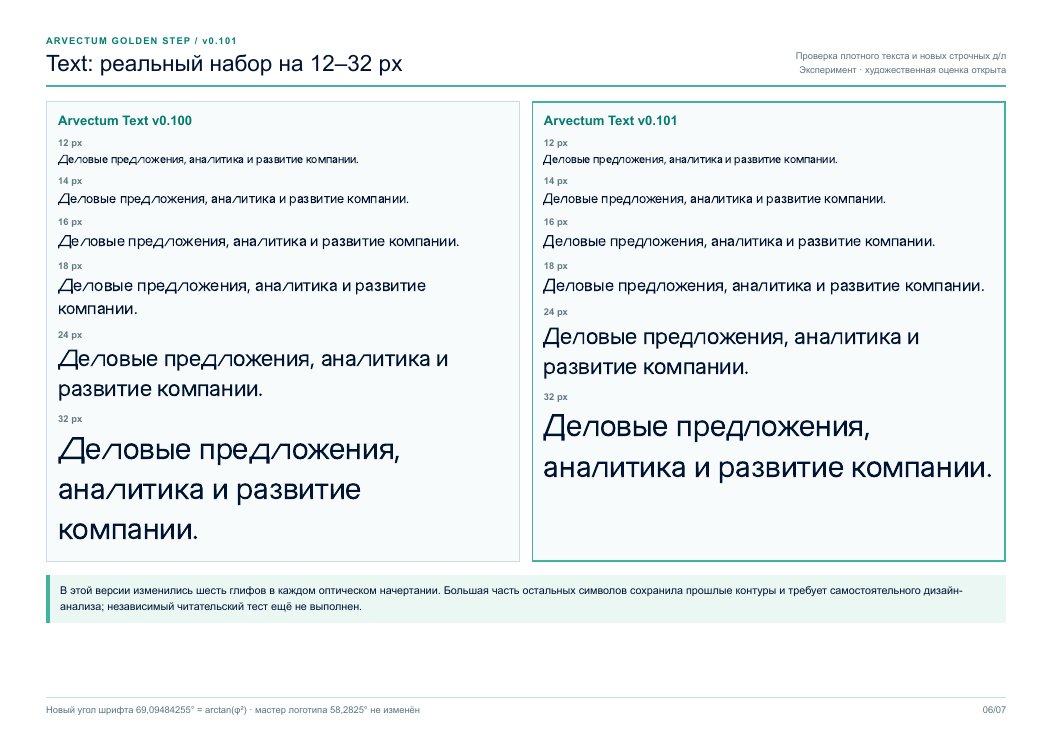 ARVECTUM GOLDEN STEP / v0.101
Text: реальный набор на 12–32 px
Проверка плотного текста и новых строчных д/л
Эксперимент · художественная оценка открыта
Arvectum Text v0.100
12 px
Деловые предложения, аналитика и развитие компании.
14 px
Деловые предложения, аналитика и развитие компании.
16 px
Деловые предложения, аналитика и развитие компании.
18 px
Деловые предложения, аналитика и развитие
компании.
24 px
Деловые предложения, аналитика и
развитие компании.
32 px
Деловые предложения,
аналитика и развитие
компании.
Arvectum Text v0.101
12 px
Деловые предложения, аналитика и развитие компании.
14 px
Деловые предложения, аналитика и развитие компании.
16 px
Деловые предложения, аналитика и развитие компании.
18 px
Деловые предложения, аналитика и развитие компании.
24 px
Деловые предложения, аналитика и
развитие компании.
32 px
Деловые предложения,
аналитика и развитие компании.
В этой версии изменились шесть глифов в каждом оптическом начертании. Большая часть остальных символов сохранила прошлые контуры и требует самостоятельного дизайн-
анализа; независимый читательский тест ещё не выполнен.
Новый угол шрифта 69,09484255° = arctan(φ²) · мастер логотипа 58,2825° не изменён
06/07